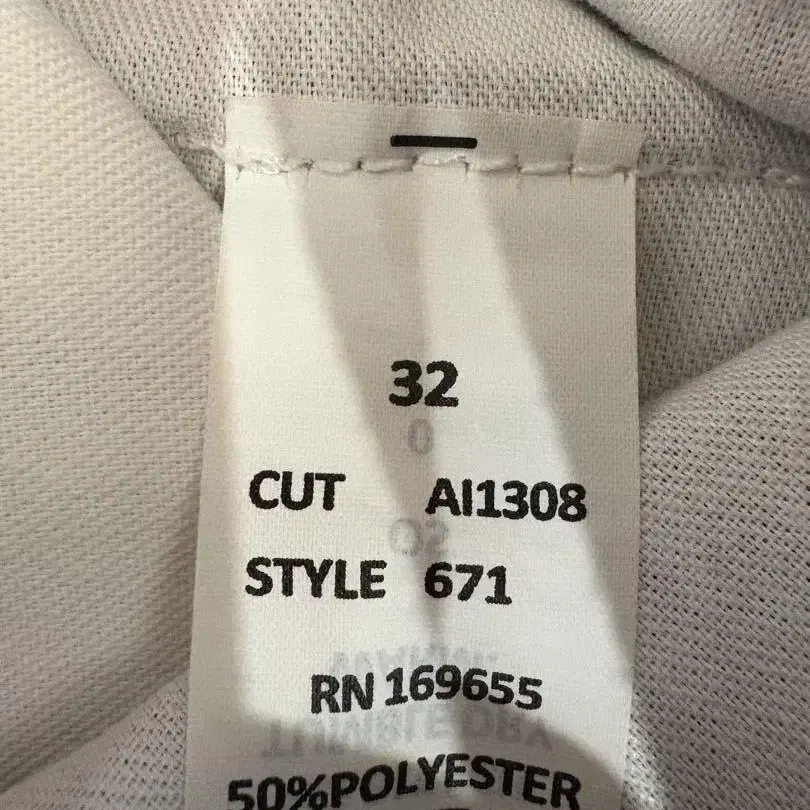 32
CUT AI1308
STYLE 671
RN 169655
50%POLYESTER